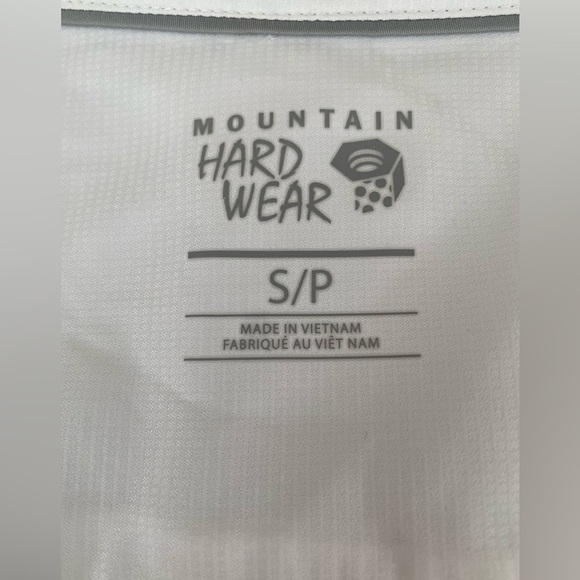 MOUNTAIN
HARD
WEAR
S/P
MADE IN VIETNAM
FABRIQUÉ AU VIÊT NAM